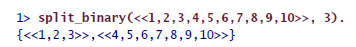 1> split_binary(<<1,2,3,4,5,6,7,8,9,10>>, 3).
{<<1,2,3>>,<<4,5,6,7,8,9,10>>}